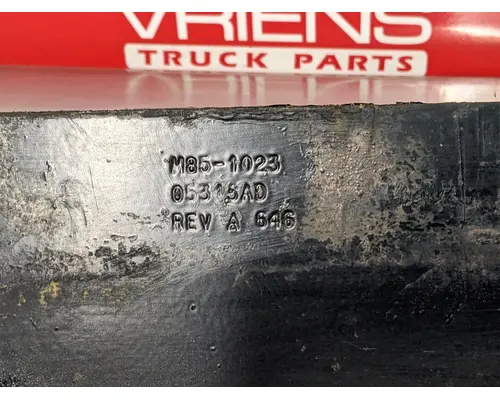 VRIENS
TRUCK PARTS
M85-1023
05315AD
REV A 646